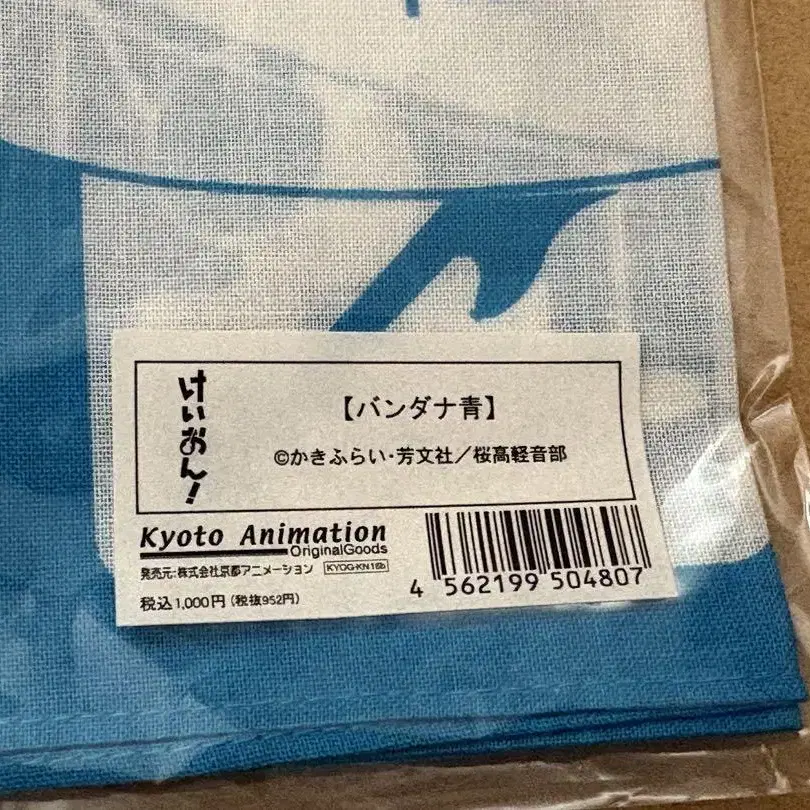 けいおん!
【バンダナ青】
©かきふらい・芳文社／桜高軽音部
Kyoto Animation
OriginalGoods
発売元:株式会社京都アニメーション KYOG-KN18b
税込1,000円(税抜952円)
4 562199 504807